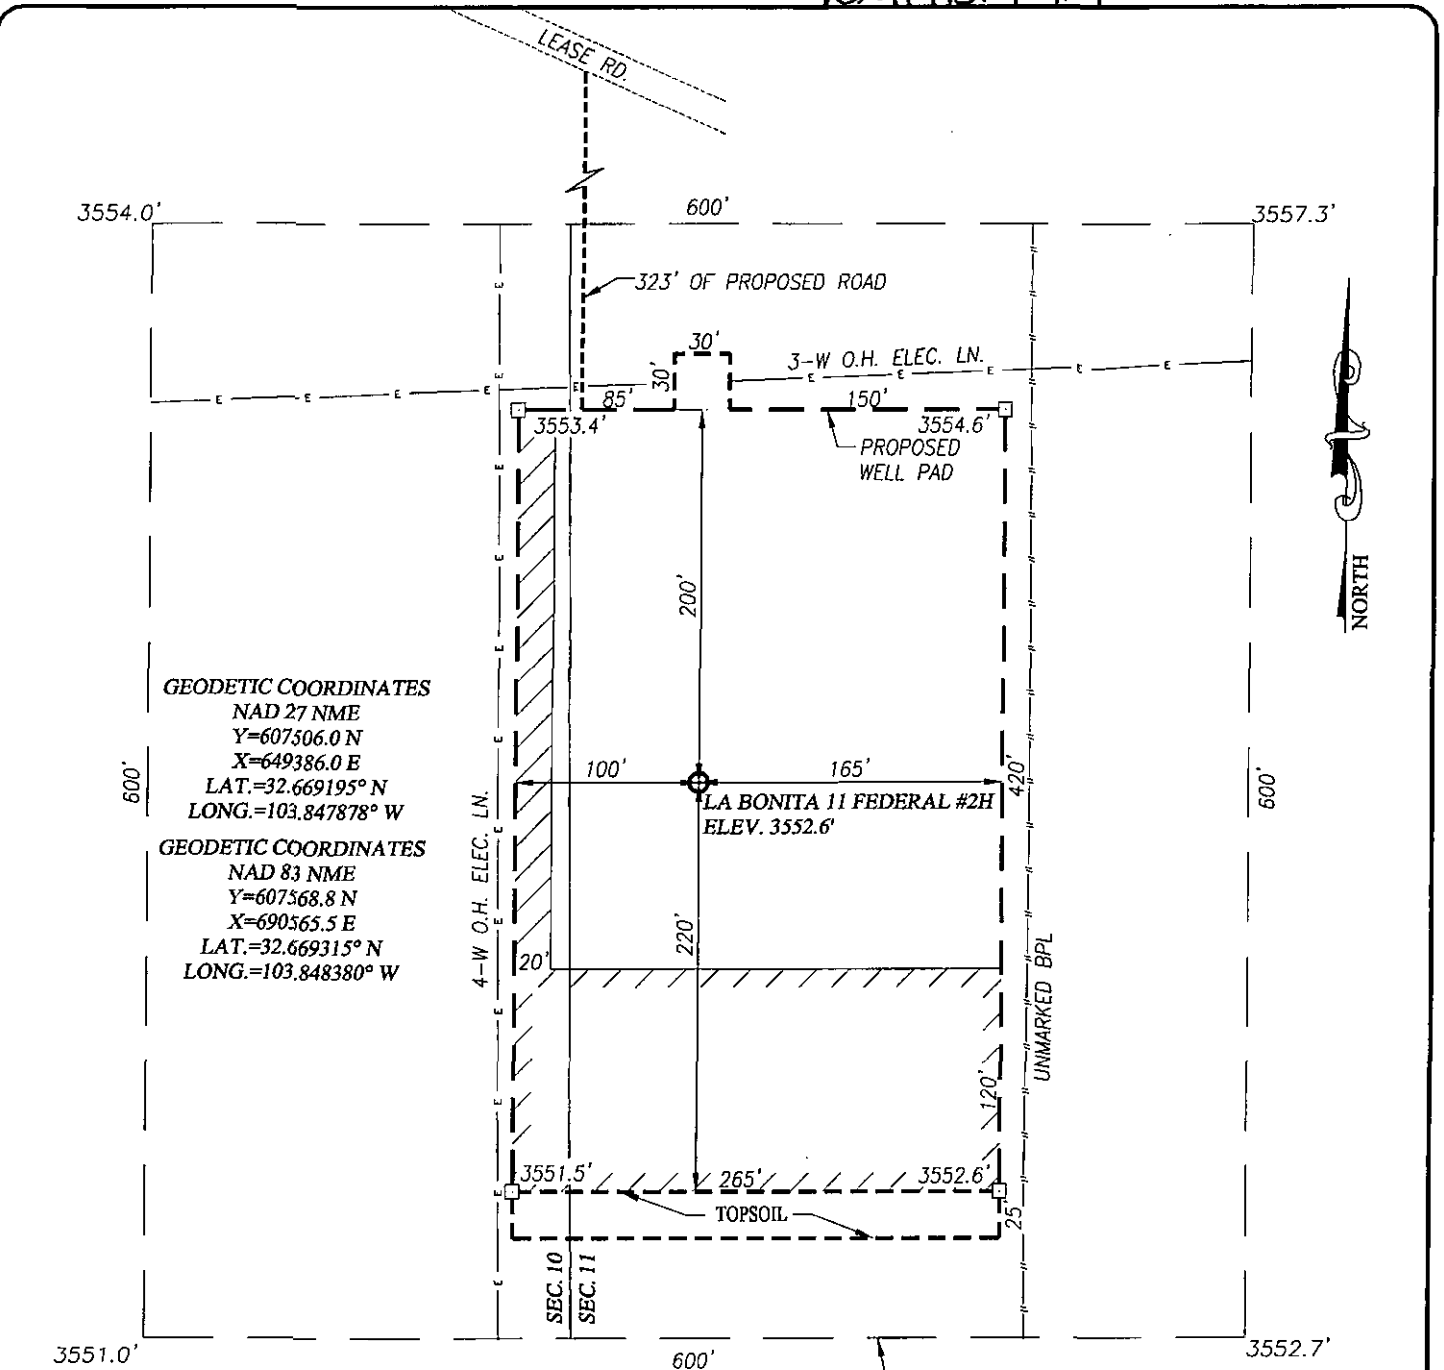 LEASE RD.
3554.0'
600'
3557.3'
323' OF PROPOSED ROAD
30'
30'
3-W O.H. ELEC. LN.
E E E E E E E E E
85'
150'
3553.4'
3554.6'
PROPOSED
WELL PAD
NORTH
200'
GEODETIC COORDINATES
NAD 27 NME
Y=607506.0 N
X=649386.0 E
LAT.=32.669195° N
LONG.=103.847878° W
600'
100'
165'
420'
600'
LA BONITA 11 FEDERAL #2H
ELEV. 3552.6'
GEODETIC COORDINATES
NAD 83 NME
Y=607568.8 N
X=690565.5 E
LAT.=32.669315° N
LONG.=103.848380° W
4-W O.H. ELEC. LN.
E E E E E E E E E E E E
220'
20'
UNMARKED BPL
120'
3551.5'
265'
3552.6'
TOPSOIL
25'
SEC. 10
SEC. 11
3551.0'
600'
3552.7'